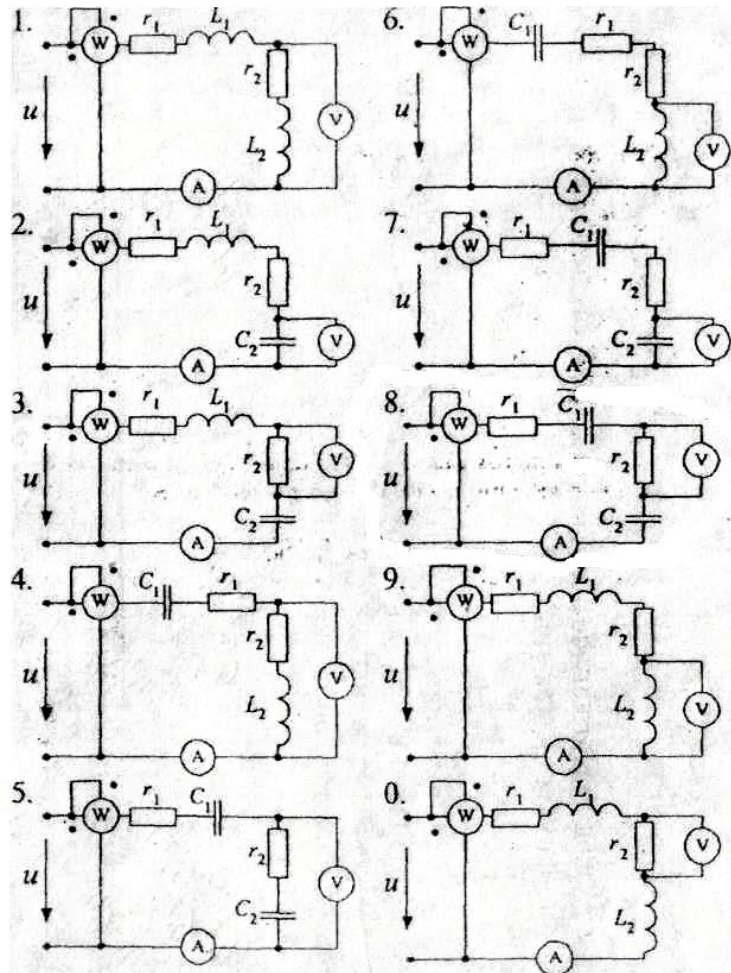 1. W r₁ L₁ r₂ L₂ V A u
2. W r₁ L₁ r₂ C₂ V A u
3. W r₁ L₁ r₂ C₂ V A u
4. W C₁ r₁ r₂ L₂ V A u
5. W r₁ C₁ r₂ C₂ V A u
6. W C₁ r₁ r₂ L₂ V A u
7. W r₁ C₁ r₂ C₂ V A u
8. W r₁ C₁ r₂ C₂ V A u
9. W r₁ L₁ r₂ L₂ V A u
0. W r₁ L₁ r₂ L₂ V A u